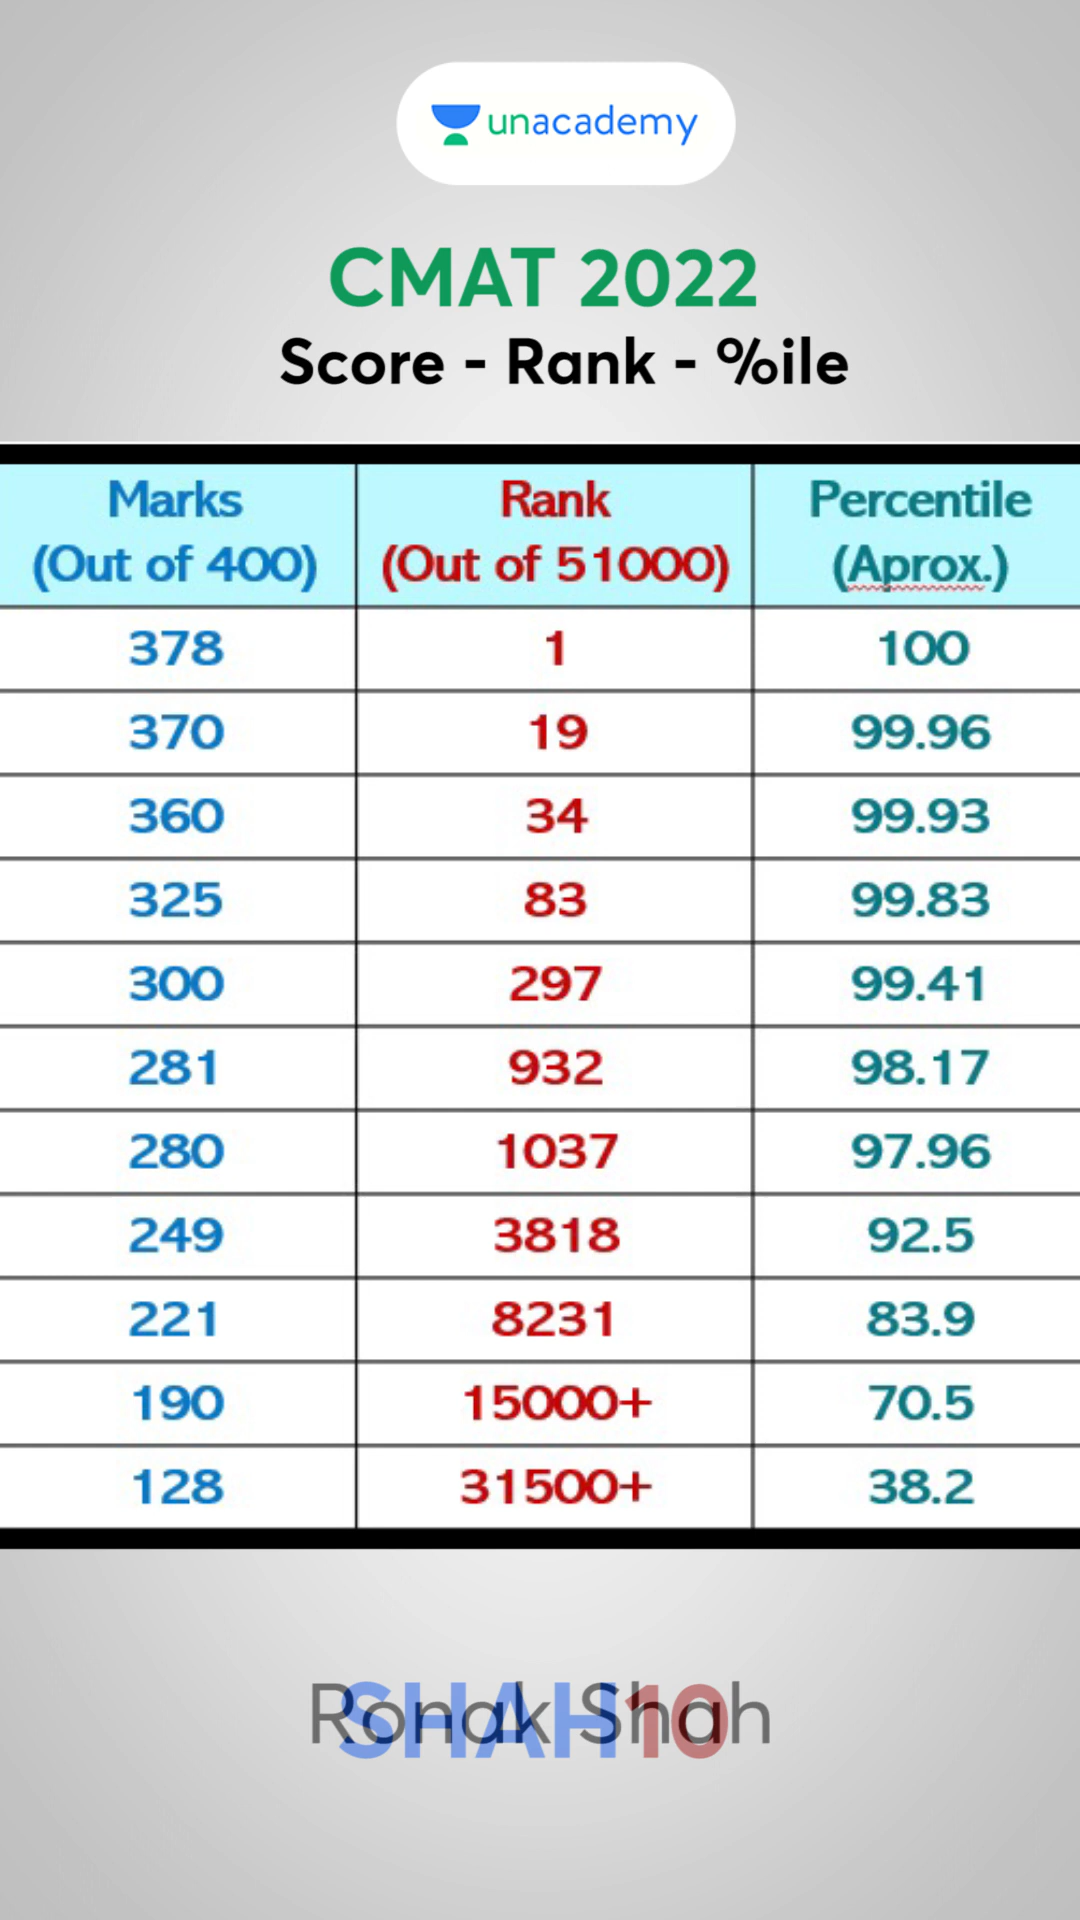 unacademy
CMAT 2022
Score - Rank - %ile
Marks (Out of 400) Rank (Out of 51000) Percentile (Aprox.)
378 1 100
370 19 99.96
360 34 99.93
325 83 99.83
300 297 99.41
281 932 98.17
280 1037 97.96
249 3818 92.5
221 8231 83.9
190 15000+ 70.5
128 31500+ 38.2
Ronak Shah
SHAH10